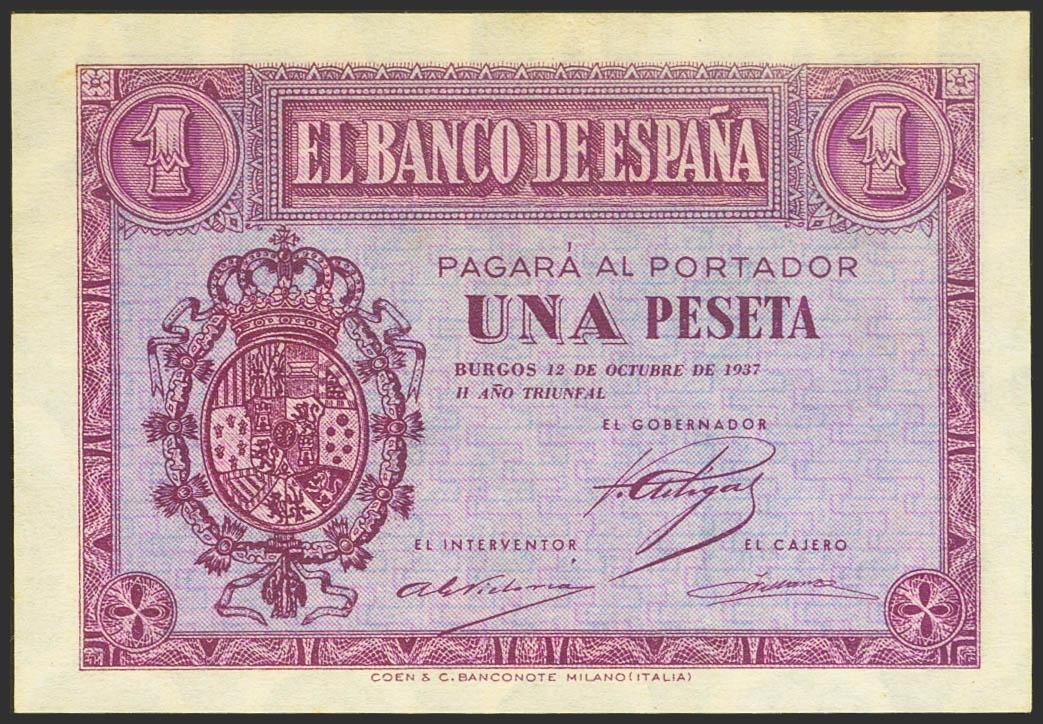 1 EL BANCO DE ESPAÑA 1
PAGARÁ AL PORTADOR
UNA PESETA
BURGOS 12 DE OCTUBRE DE 1937
II AÑO TRIUNFAL
EL GOBERNADOR
EL INTERVENTOR EL CAJERO
COEN & C. BANCONOTE MILANO (ITALIA)